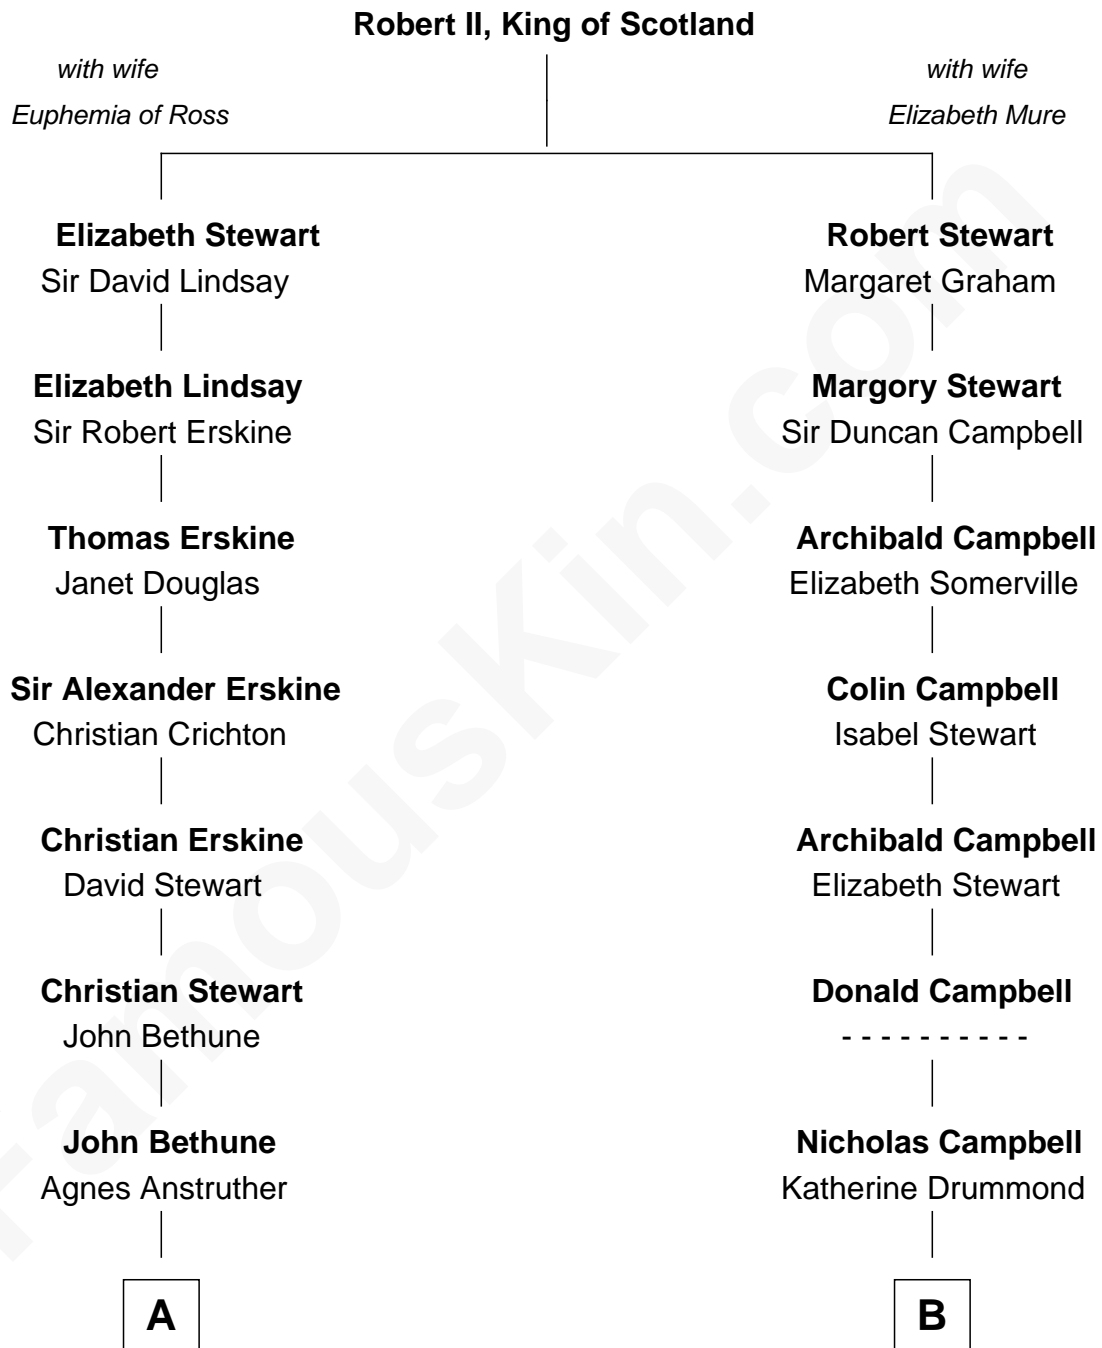 Robert II, King of Scotland
with wife
Euphemia of Ross
with wife
Elizabeth Mure
Elizabeth Stewart
Sir David Lindsay
Robert Stewart
Margaret Graham
Elizabeth Lindsay
Sir Robert Erskine
Margory Stewart
Sir Duncan Campbell
Thomas Erskine
Janet Douglas
Archibald Campbell
Elizabeth Somerville
Sir Alexander Erskine
Christian Crichton
Colin Campbell
Isabel Stewart
Christian Erskine
David Stewart
Archibald Campbell
Elizabeth Stewart
Christian Stewart
John Bethune
Donald Campbell
- - - - - - - - - -
John Bethune
Agnes Anstruther
Nicholas Campbell
Katherine Drummond
A
B
FamousKin.com